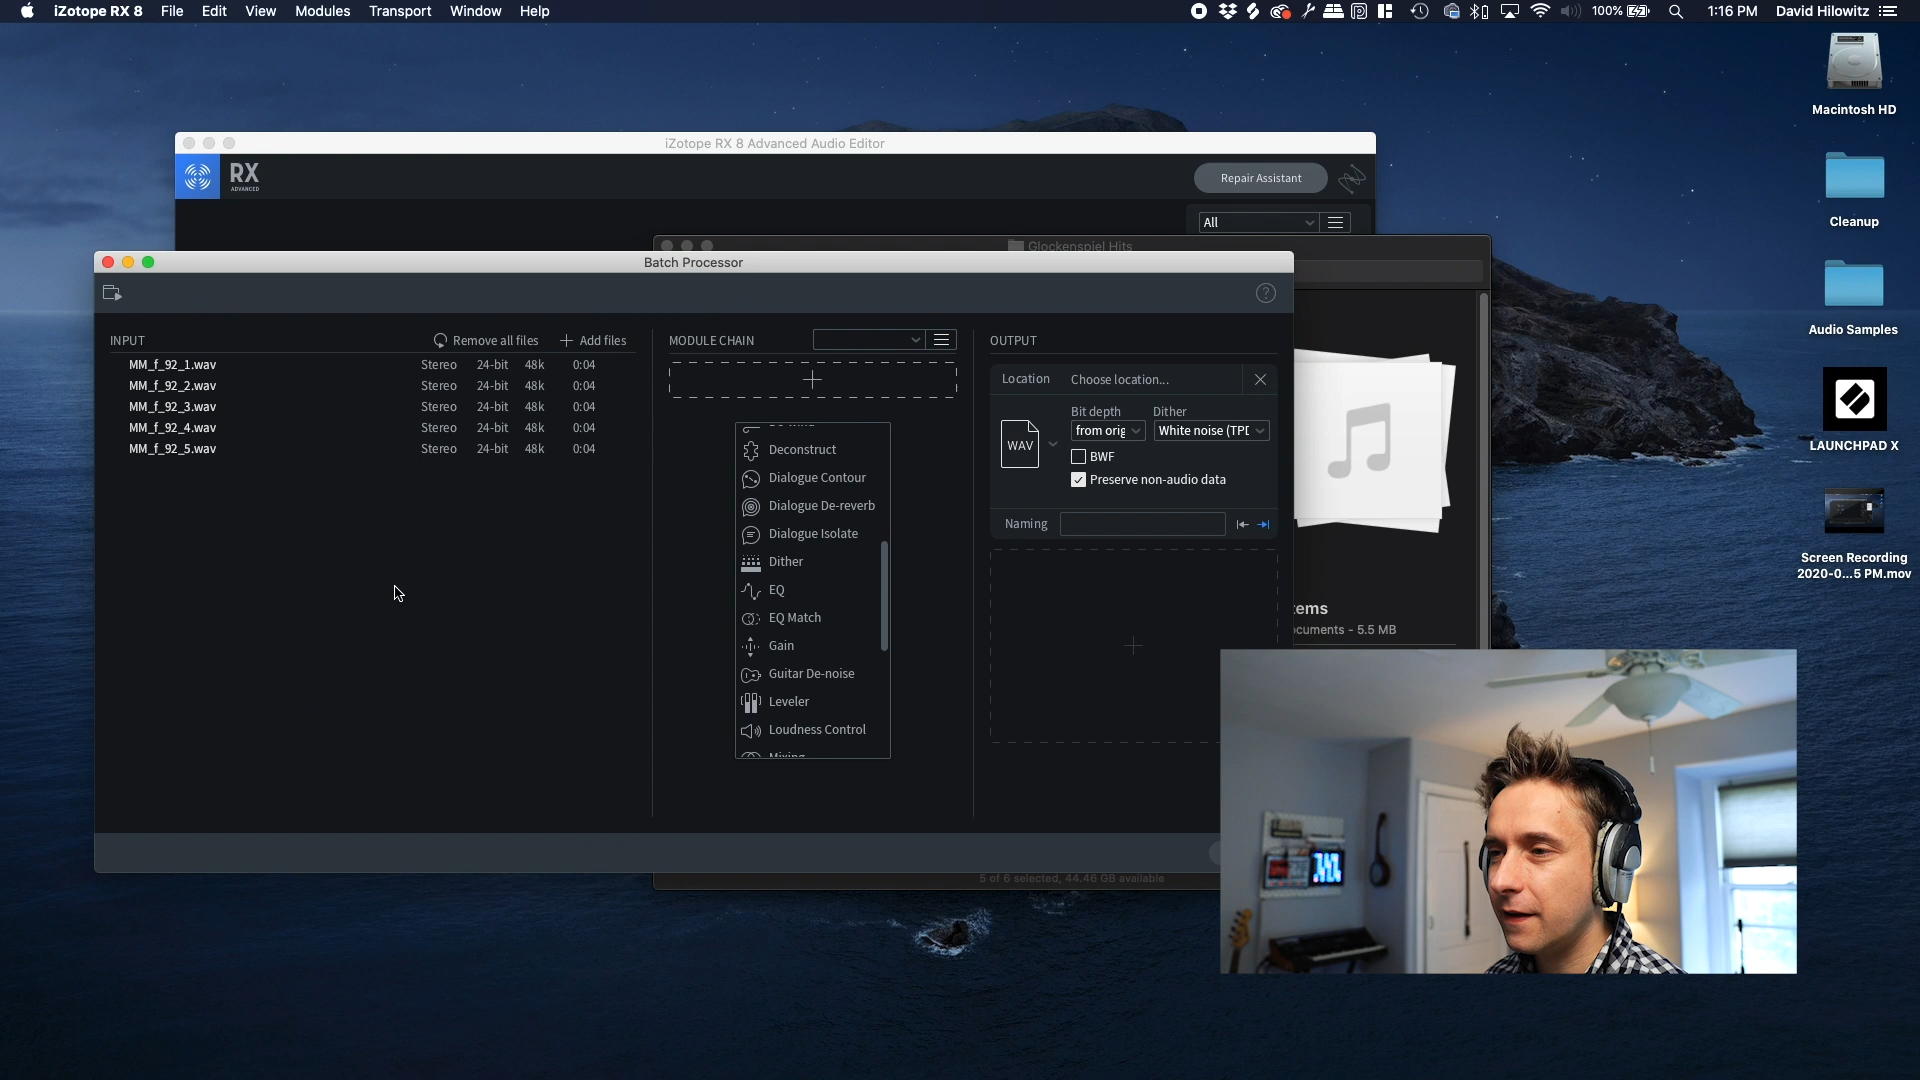 iZotope RX 8 File Edit View Modules Transport Window Help
100% 1:16 PM David Hilowitz
Macintosh HD
Cleanup
Audio Samples
LAUNCHPAD X
Screen Recording
2020-0...5 PM.mov
iZotope RX 8 Advanced Audio Editor
RX
ADVANCED
Repair Assistant
All
Glockenspiel Hits
Batch Processor
INPUT Remove all files Add files
MM_f_92_1.wav Stereo 24-bit 48k 0:04
MM_f_92_2.wav Stereo 24-bit 48k 0:04
MM_f_92_3.wav Stereo 24-bit 48k 0:04
MM_f_92_4.wav Stereo 24-bit 48k 0:04
MM_f_92_5.wav Stereo 24-bit 48k 0:04
MODULE CHAIN
Deconstruct
Dialogue Contour
Dialogue De-reverb
Dialogue Isolate
Dither
EQ
EQ Match
Gain
Guitar De-noise
Leveler
Loudness Control
Mixing
OUTPUT
Location Choose location...
WAV
Bit depth Dither
from orig White noise (TPD
BWF
Preserve non-audio data
Naming
tems
ocuments - 5.5 MB
5 of 6 selected, 44.46 GB available